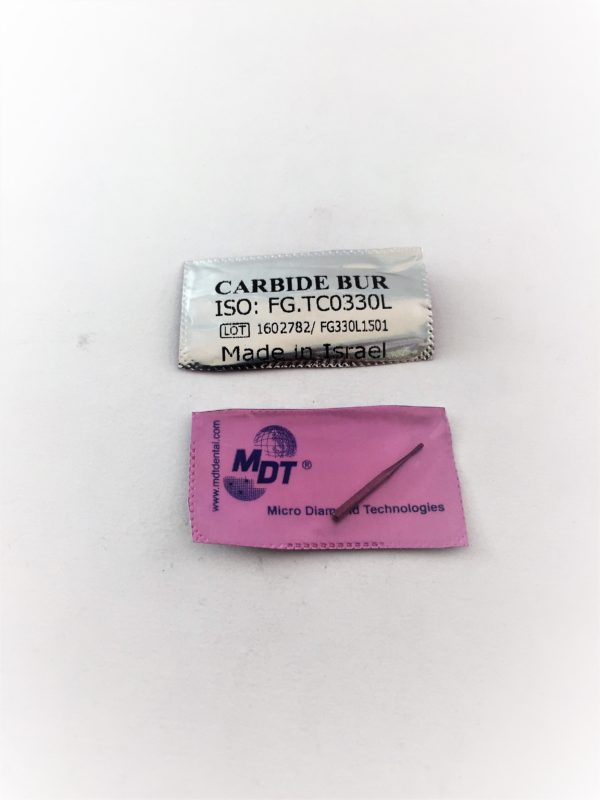 CARBIDE BUR
ISO: FG.TC0330L
LOT 1602782/ FG330L1501
Made in Israel
www.mdtdental.com
MDT®
Micro Diamond Technologies